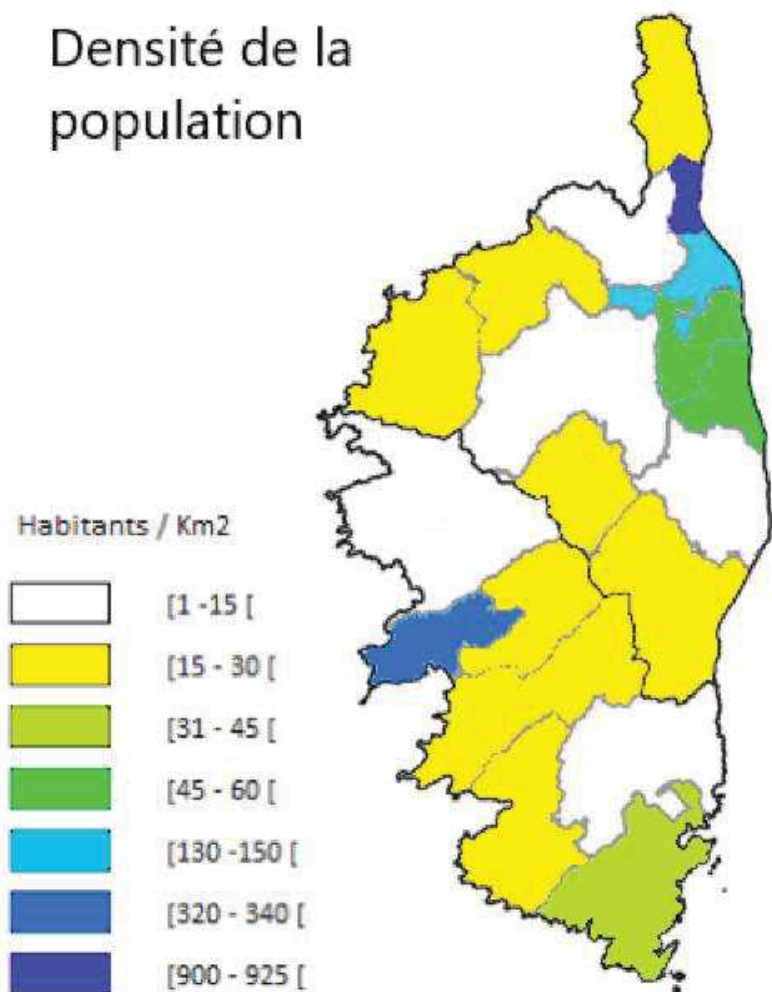 Densité de la
population
Habitants / Km2
[1 -15 [
[15 - 30 [
[31 - 45 [
[45 - 60 [
[130 -150 [
[320 - 340 [
[900 - 925 [